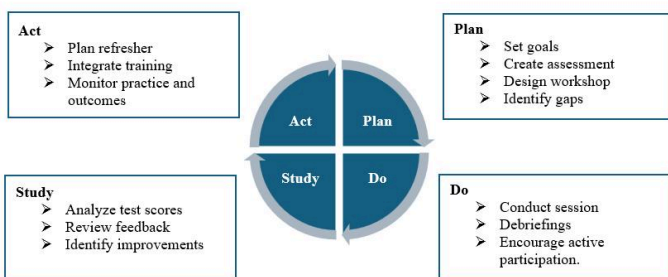 Act
➢ Plan refresher
➢ Integrate training
➢ Monitor practice and
outcomes
Plan
➢ Set goals
➢ Create assessment
➢ Design workshop
➢ Identify gaps
Act
Plan
Study
Do
Study
➢ Analyze test scores
➢ Review feedback
➢ Identify improvements
Do
➢ Conduct session
➢ Debriefings
➢ Encourage active
participation.